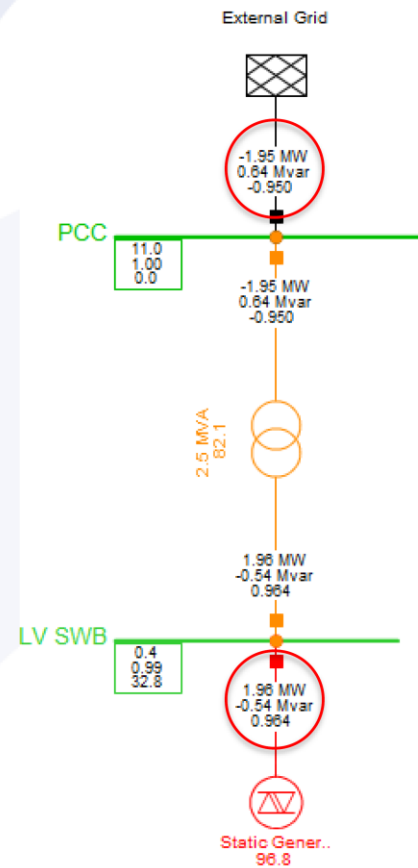 External Grid
-1.95 MW
0.64 Mvar
-0.950
PCC
11.0
1.00
0.0
-1.95 MW
0.64 Mvar
-0.950
2.5 MVA
82.1
1.96 MW
-0.54 Mvar
0.964
LV SWB
0.4
0.99
32.8
1.96 MW
-0.54 Mvar
0.964
Static Gener..
96.8